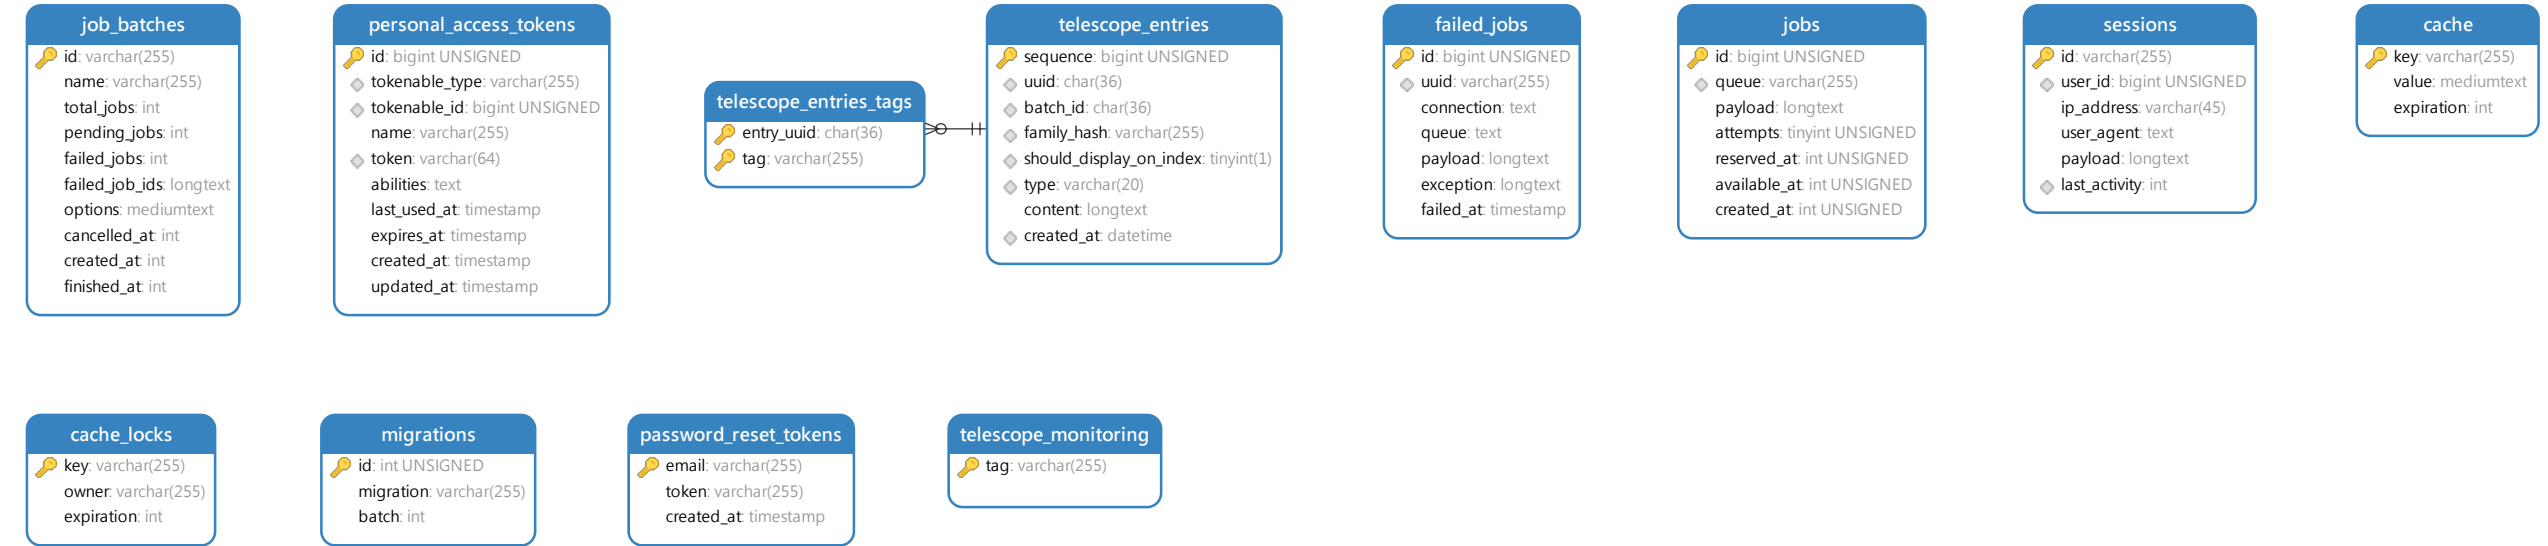 job_batches
id: varchar(255)
name: varchar(255)
total_jobs: int
pending_jobs: int
failed_jobs: int
failed_job_ids: longtext
options: mediumtext
cancelled_at: int
created_at: int
finished_at: int
personal_access_tokens
id: bigint UNSIGNED
tokenable_type: varchar(255)
tokenable_id: bigint UNSIGNED
name: varchar(255)
token: varchar(64)
abilities: text
last_used_at: timestamp
expires_at: timestamp
created_at: timestamp
updated_at: timestamp
telescope_entries_tags
entry_uuid: char(36)
tag: varchar(255)
telescope_entries
sequence: bigint UNSIGNED
uuid: char(36)
batch_id: char(36)
family_hash: varchar(255)
should_display_on_index: tinyint(1)
type: varchar(20)
content: longtext
created_at: datetime
failed_jobs
id: bigint UNSIGNED
uuid: varchar(255)
connection: text
queue: text
payload: longtext
exception: longtext
failed_at: timestamp
jobs
id: bigint UNSIGNED
queue: varchar(255)
payload: longtext
attempts: tinyint UNSIGNED
reserved_at: int UNSIGNED
available_at: int UNSIGNED
created_at: int UNSIGNED
sessions
id: varchar(255)
user_id: bigint UNSIGNED
ip_address: varchar(45)
user_agent: text
payload: longtext
last_activity: int
cache
key: varchar(255)
value: mediumtext
expiration: int
cache_locks
key: varchar(255)
owner: varchar(255)
expiration: int
migrations
id: int UNSIGNED
migration: varchar(255)
batch: int
password_reset_tokens
email: varchar(255)
token: varchar(255)
created_at: timestamp
telescope_monitoring
tag: varchar(255)